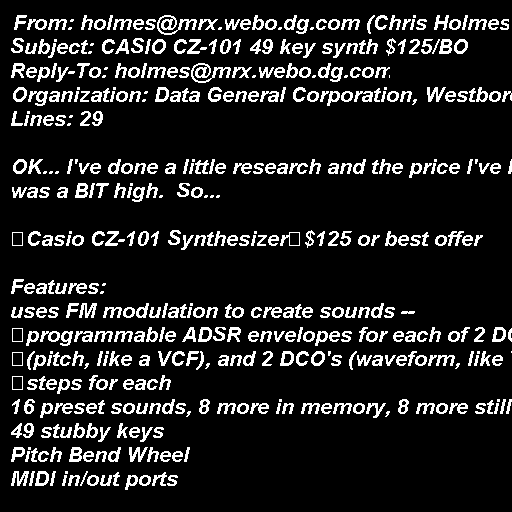 From: holmes@mrx.webo.dg.com (Chris Holmes
Subject: CASIO CZ-101 49 key synth $125/BO
Reply-To: holmes@mrx.webo.dg.com
Organization: Data General Corporation, Westboro
Lines: 29
OK... I've done a little research and the price I've
was a BIT high.  So...
Casio CZ-101 Synthesizer $125 or best offer
Features:
uses FM modulation to create sounds --
programmable ADSR envelopes for each of 2
(pitch, like a VCF), and 2 DCO's (waveform, like
steps for each
16 preset sounds, 8 more in memory, 8 more still
49 stubby keys
Pitch Bend Wheel
MIDI in/out ports